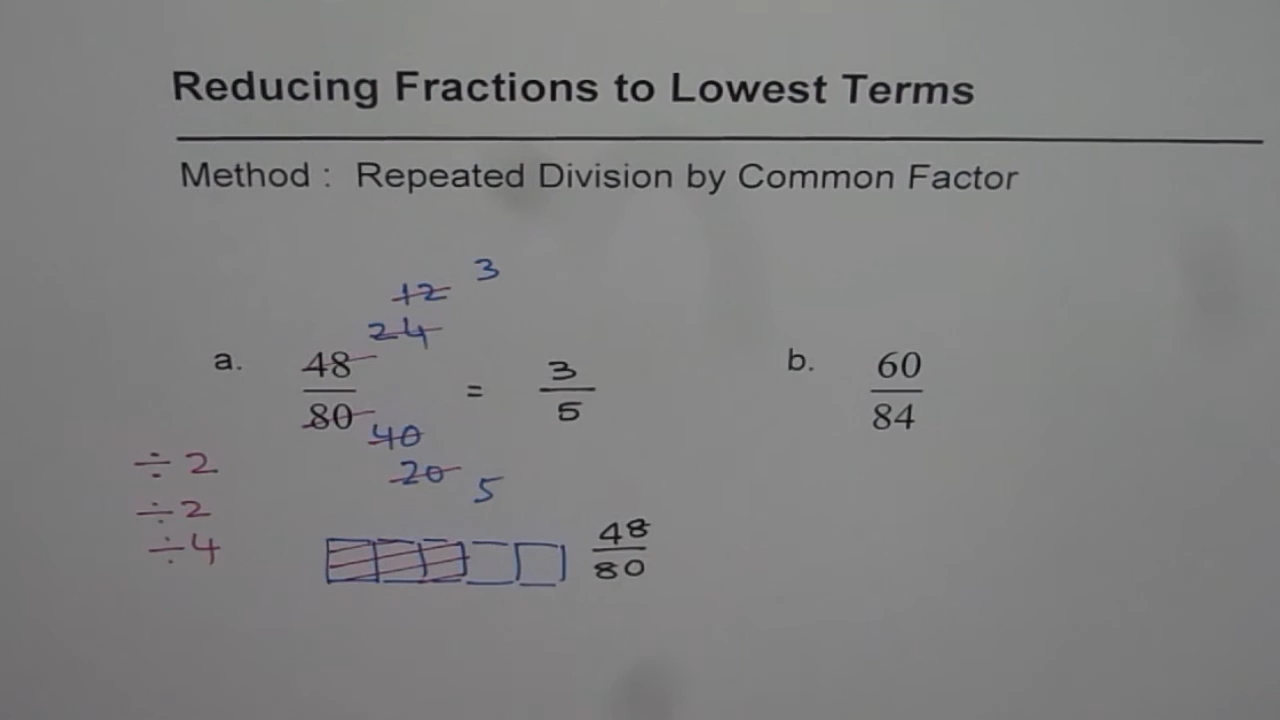 Reducing Fractions to Lowest Terms
Method : Repeated Division by Common Factor
3
12
24
a. 48/80 = 3/5
b. 60/84
40
÷ 2
20
5
÷ 2
÷ 4
48/80